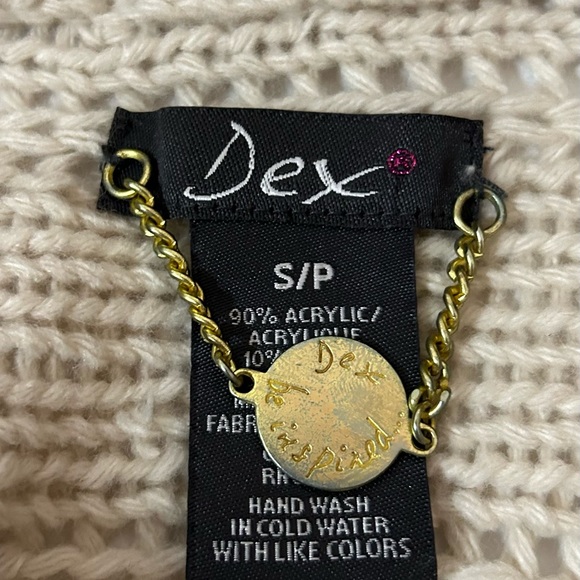 Dex
S/P
90% ACRYLIC/
ACRYLIQUE
10%
Dex
be inspired...
FABR
HAND WASH
IN COLD WATER
WITH LIKE COLORS